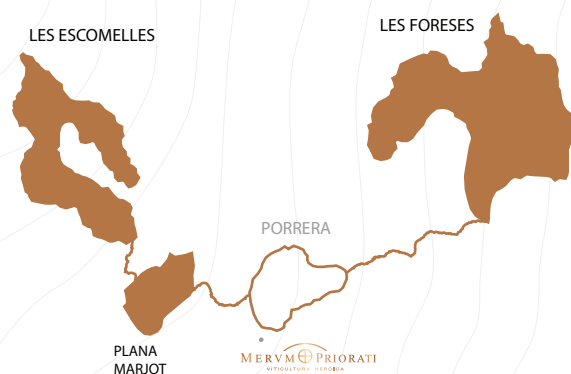 LES ESCOMELLES
LES FORESES
PORRERA
PLANA
MARJOT
MERVM PRIORATI
VITICULTURA HEROICA